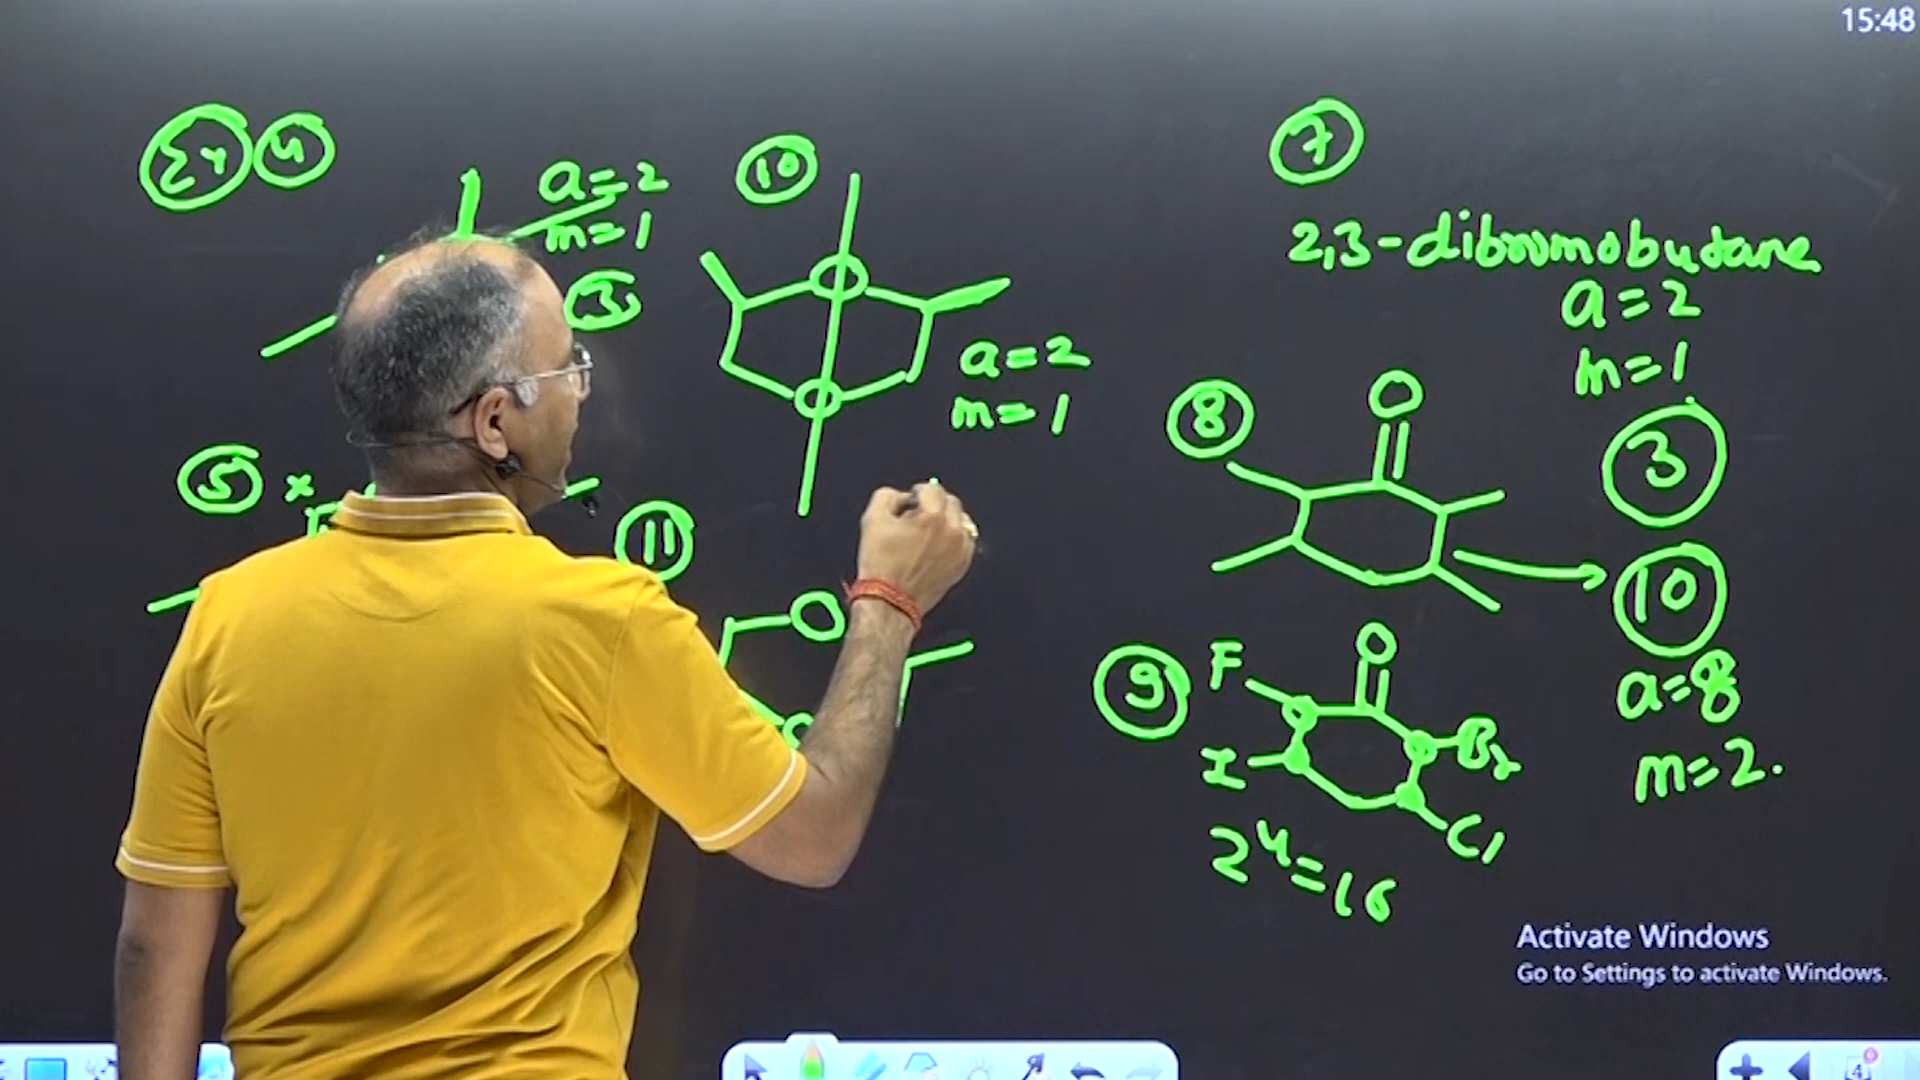 15:48
Ex 4
a=2
m=1
3
5
10
a=2
m=1
11
O
7
2,3-dibromobutane
a=2
m=1
3
8
O
10
a=8
m=2.
9
O
F
Br
I
Cl
2⁴=16
Activate Windows
Go to Settings to activate Windows.
4